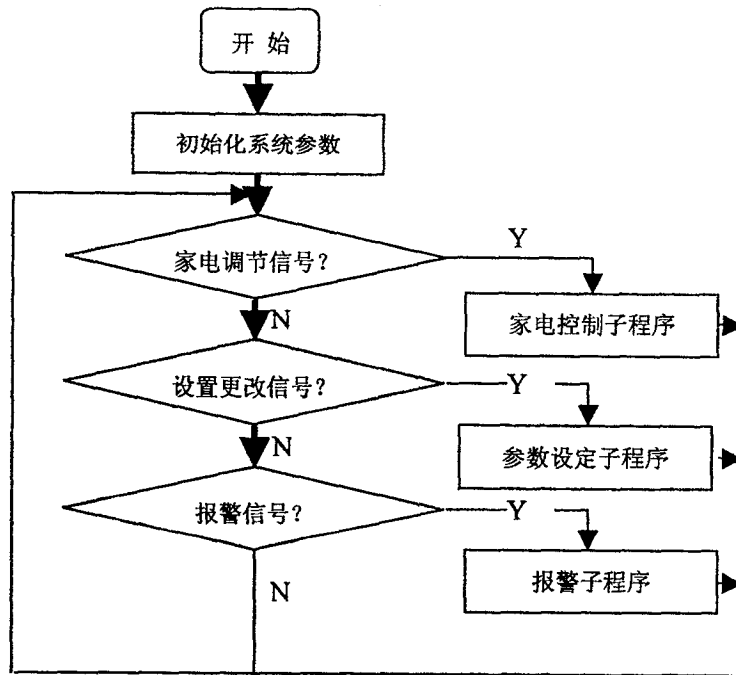 开 始
初始化系统参数
家电调节信号？
Y
家电控制子程序
N
设置更改信号？
Y
参数设定子程序
N
报警信号？
Y
报警子程序
N